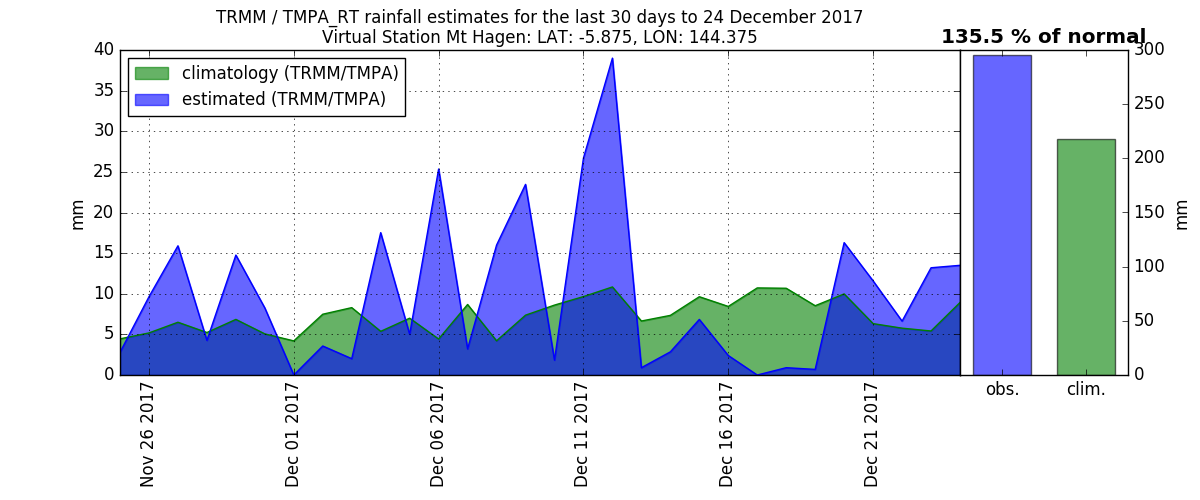 TRMM / TMPA_RT rainfall estimates for the last 30 days to 24 December 2017
Virtual Station Mt Hagen: LAT: -5.875, LON: 144.375
135.5 % of normal
climatology (TRMM/TMPA)
estimated (TRMM/TMPA)
40
35
30
25
20
15
10
5
0
mm
Nov 26 2017
Dec 01 2017
Dec 06 2017
Dec 11 2017
Dec 16 2017
Dec 21 2017
300
250
200
150
100
50
0
mm
obs.
clim.